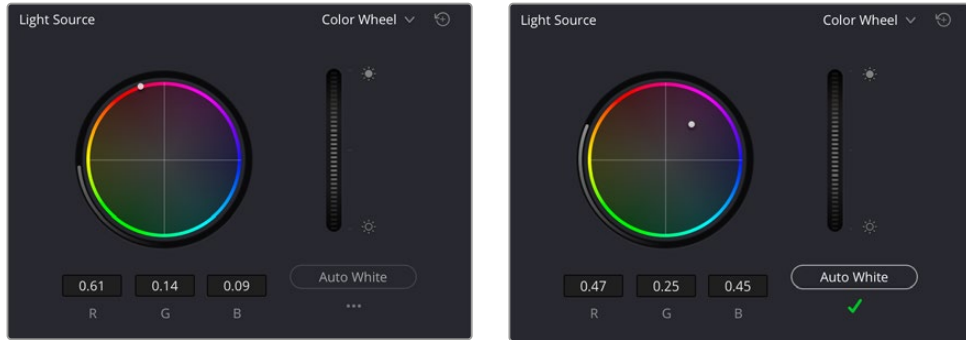 Light Source Color Wheel
0.61 0.14 0.09 Auto White
R G B
Light Source Color Wheel
0.47 0.25 0.45 Auto White
R G B